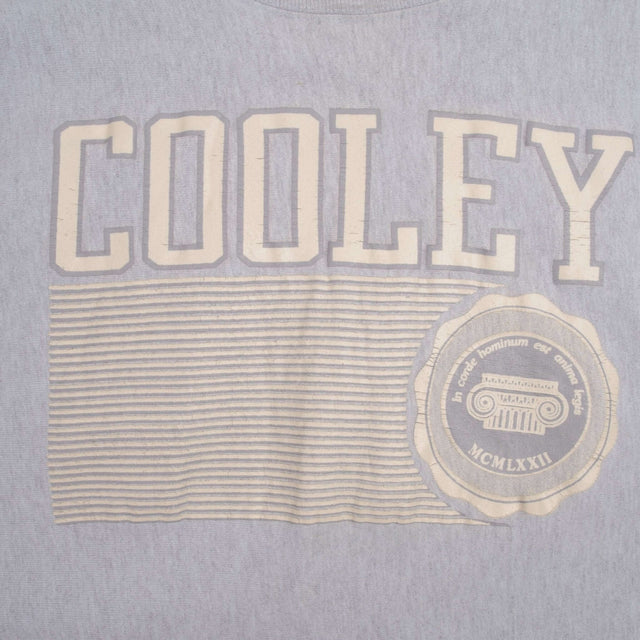 COOLEY
In corde hominum est anima legis
MCMLXXII